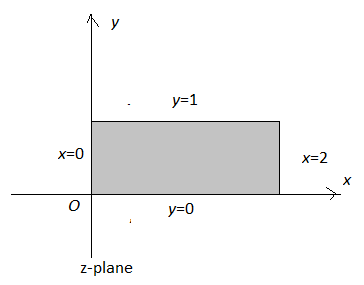 y
y=1
x=0
x=2
x
O
y=0
z-plane